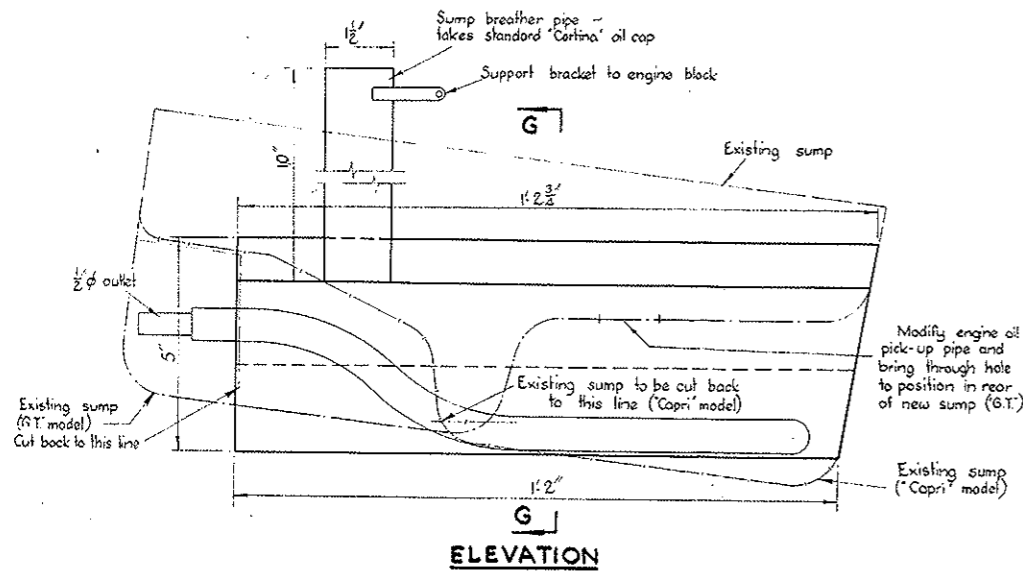 Sump breather pipe –
takes standard "Cortina" oil cap
1½"
Support bracket to engine block
G
Existing sump
10"
1'. 2¾"
½"φ outlet
5"
Modify engine oil
pick-up pipe and
bring through hole
to position in rear
of new sump ("G.T.")
Existing sump to be cut back
to this line ("Capri" model)
Existing sump
(G.T. model)
Cut back to this line
Existing sump
("Capri" model)
1'. 2"
G
ELEVATION